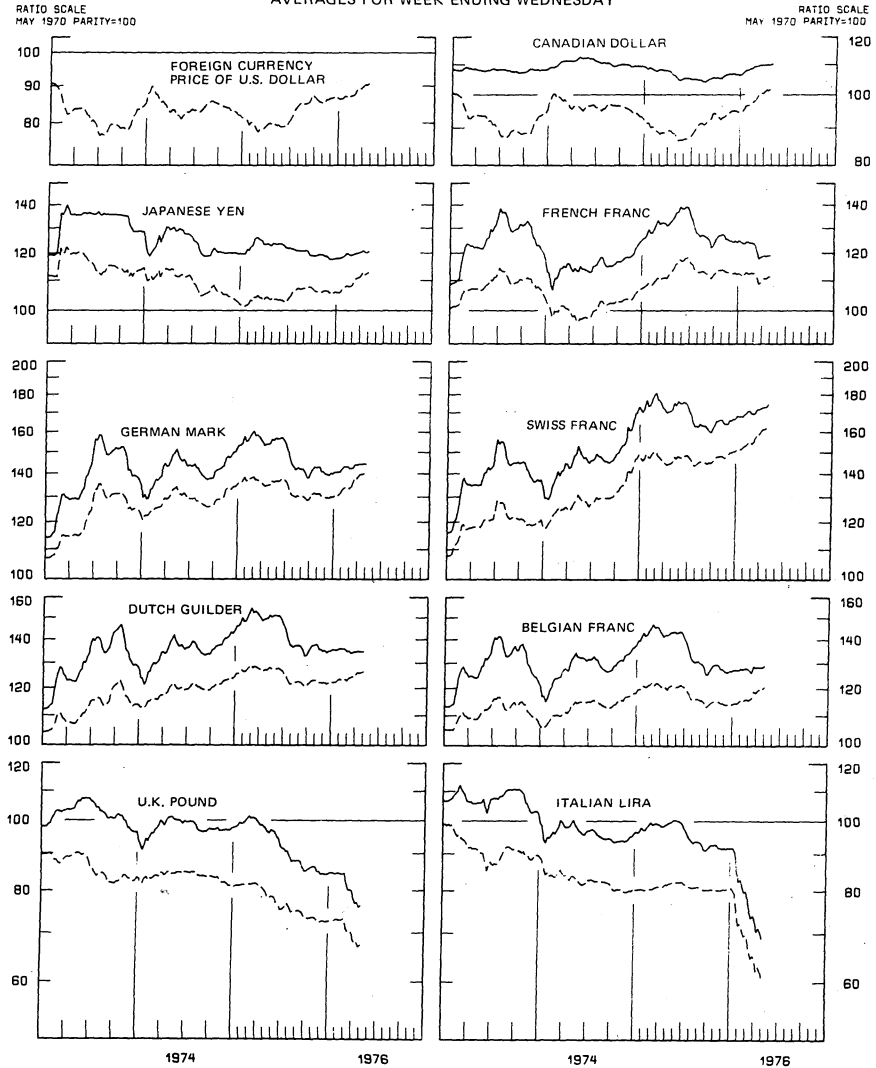 AVERAGES FOR WEEK ENDING WEDNESDAY
RATIO SCALE
MAY 1970 PARITY=100
RATIO SCALE
MAY 1970 PARITY=100
100
90
80
FOREIGN CURRENCY
PRICE OF U.S. DOLLAR
CANADIAN DOLLAR
120
100
80
140
120
100
JAPANESE YEN
FRENCH FRANC
140
120
100
200
180
160
140
120
100
GERMAN MARK
SWISS FRANC
200
180
160
140
120
100
160
140
120
100
DUTCH GUILDER
BELGIAN FRANC
160
140
120
100
120
100
80
60
U.K. POUND
ITALIAN LIRA
120
100
80
60
1974
1976
1974
1976